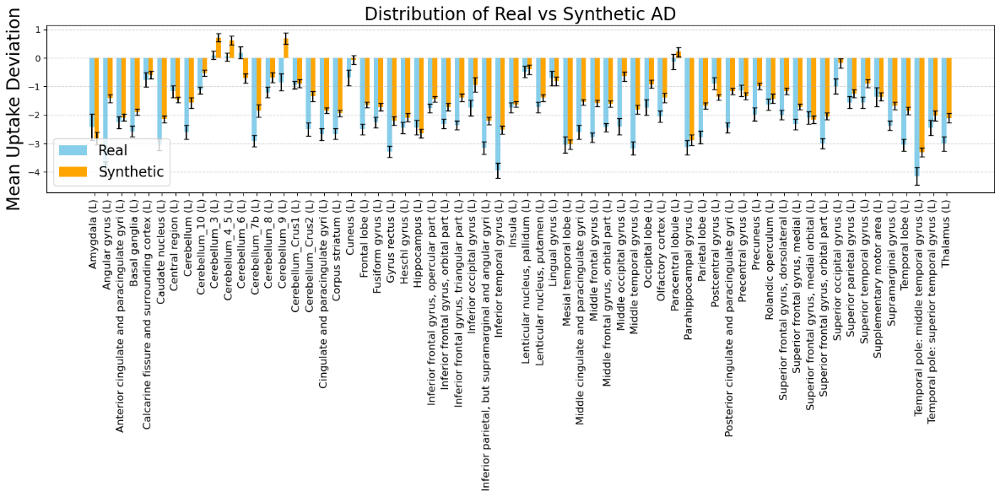 Distribution of Real vs Synthetic AD
Mean Uptake Deviation
1
0
−1
−2
−3
−4
Real
Synthetic
Amygdala (L)
Angular gyrus (L)
Anterior cingulate and paracingulate gyri (L)
Basal ganglia (L)
Calcarine fissure and surrounding cortex (L)
Caudate nucleus (L)
Central region (L)
Cerebellum (L)
Cerebellum_10 (L)
Cerebellum_3 (L)
Cerebellum_4_5 (L)
Cerebellum_6 (L)
Cerebellum_7b (L)
Cerebellum_8 (L)
Cerebellum_9 (L)
Cerebellum_Crus1 (L)
Cerebellum_Crus2 (L)
Cingulate and paracingulate gyri (L)
Corpus striatum (L)
Cuneus (L)
Frontal lobe (L)
Fusiform gyrus (L)
Gyrus rectus (L)
Heschl gyrus (L)
Hippocampus (L)
Inferior frontal gyrus, opercular part (L)
Inferior frontal gyrus, orbital part (L)
Inferior frontal gyrus, triangular part (L)
Inferior occipital gyrus (L)
Inferior parietal, but supramarginal and angular gyri (L)
Inferior temporal gyrus (L)
Insula (L)
Lenticular nucleus, pallidum (L)
Lenticular nucleus, putamen (L)
Lingual gyrus (L)
Mesial temporal lobe (L)
Middle cingulate and paracingulate gyri (L)
Middle frontal gyrus (L)
Middle frontal gyrus, orbital part (L)
Middle occipital gyrus (L)
Middle temporal gyrus (L)
Occipital lobe (L)
Olfactory cortex (L)
Paracentral lobule (L)
Parahippocampal gyrus (L)
Parietal lobe (L)
Postcentral gyrus (L)
Posterior cingulate and paracingulate gyri (L)
Precentral gyrus (L)
Precuneus (L)
Rolandic operculum (L)
Superior frontal gyrus, dorsolateral (L)
Superior frontal gyrus, medial (L)
Superior frontal gyrus, medial orbital (L)
Superior frontal gyrus, orbital part (L)
Superior occipital gyrus (L)
Superior parietal gyrus (L)
Superior temporal gyrus (L)
Supplementary motor area (L)
Supramarginal gyrus (L)
Temporal lobe (L)
Temporal pole: middle temporal gyrus (L)
Temporal pole: superior temporal gyrus (L)
Thalamus (L)